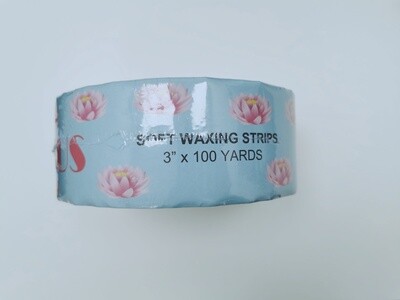 SOFT WAXING STRIPS
3" x 100 YARDS